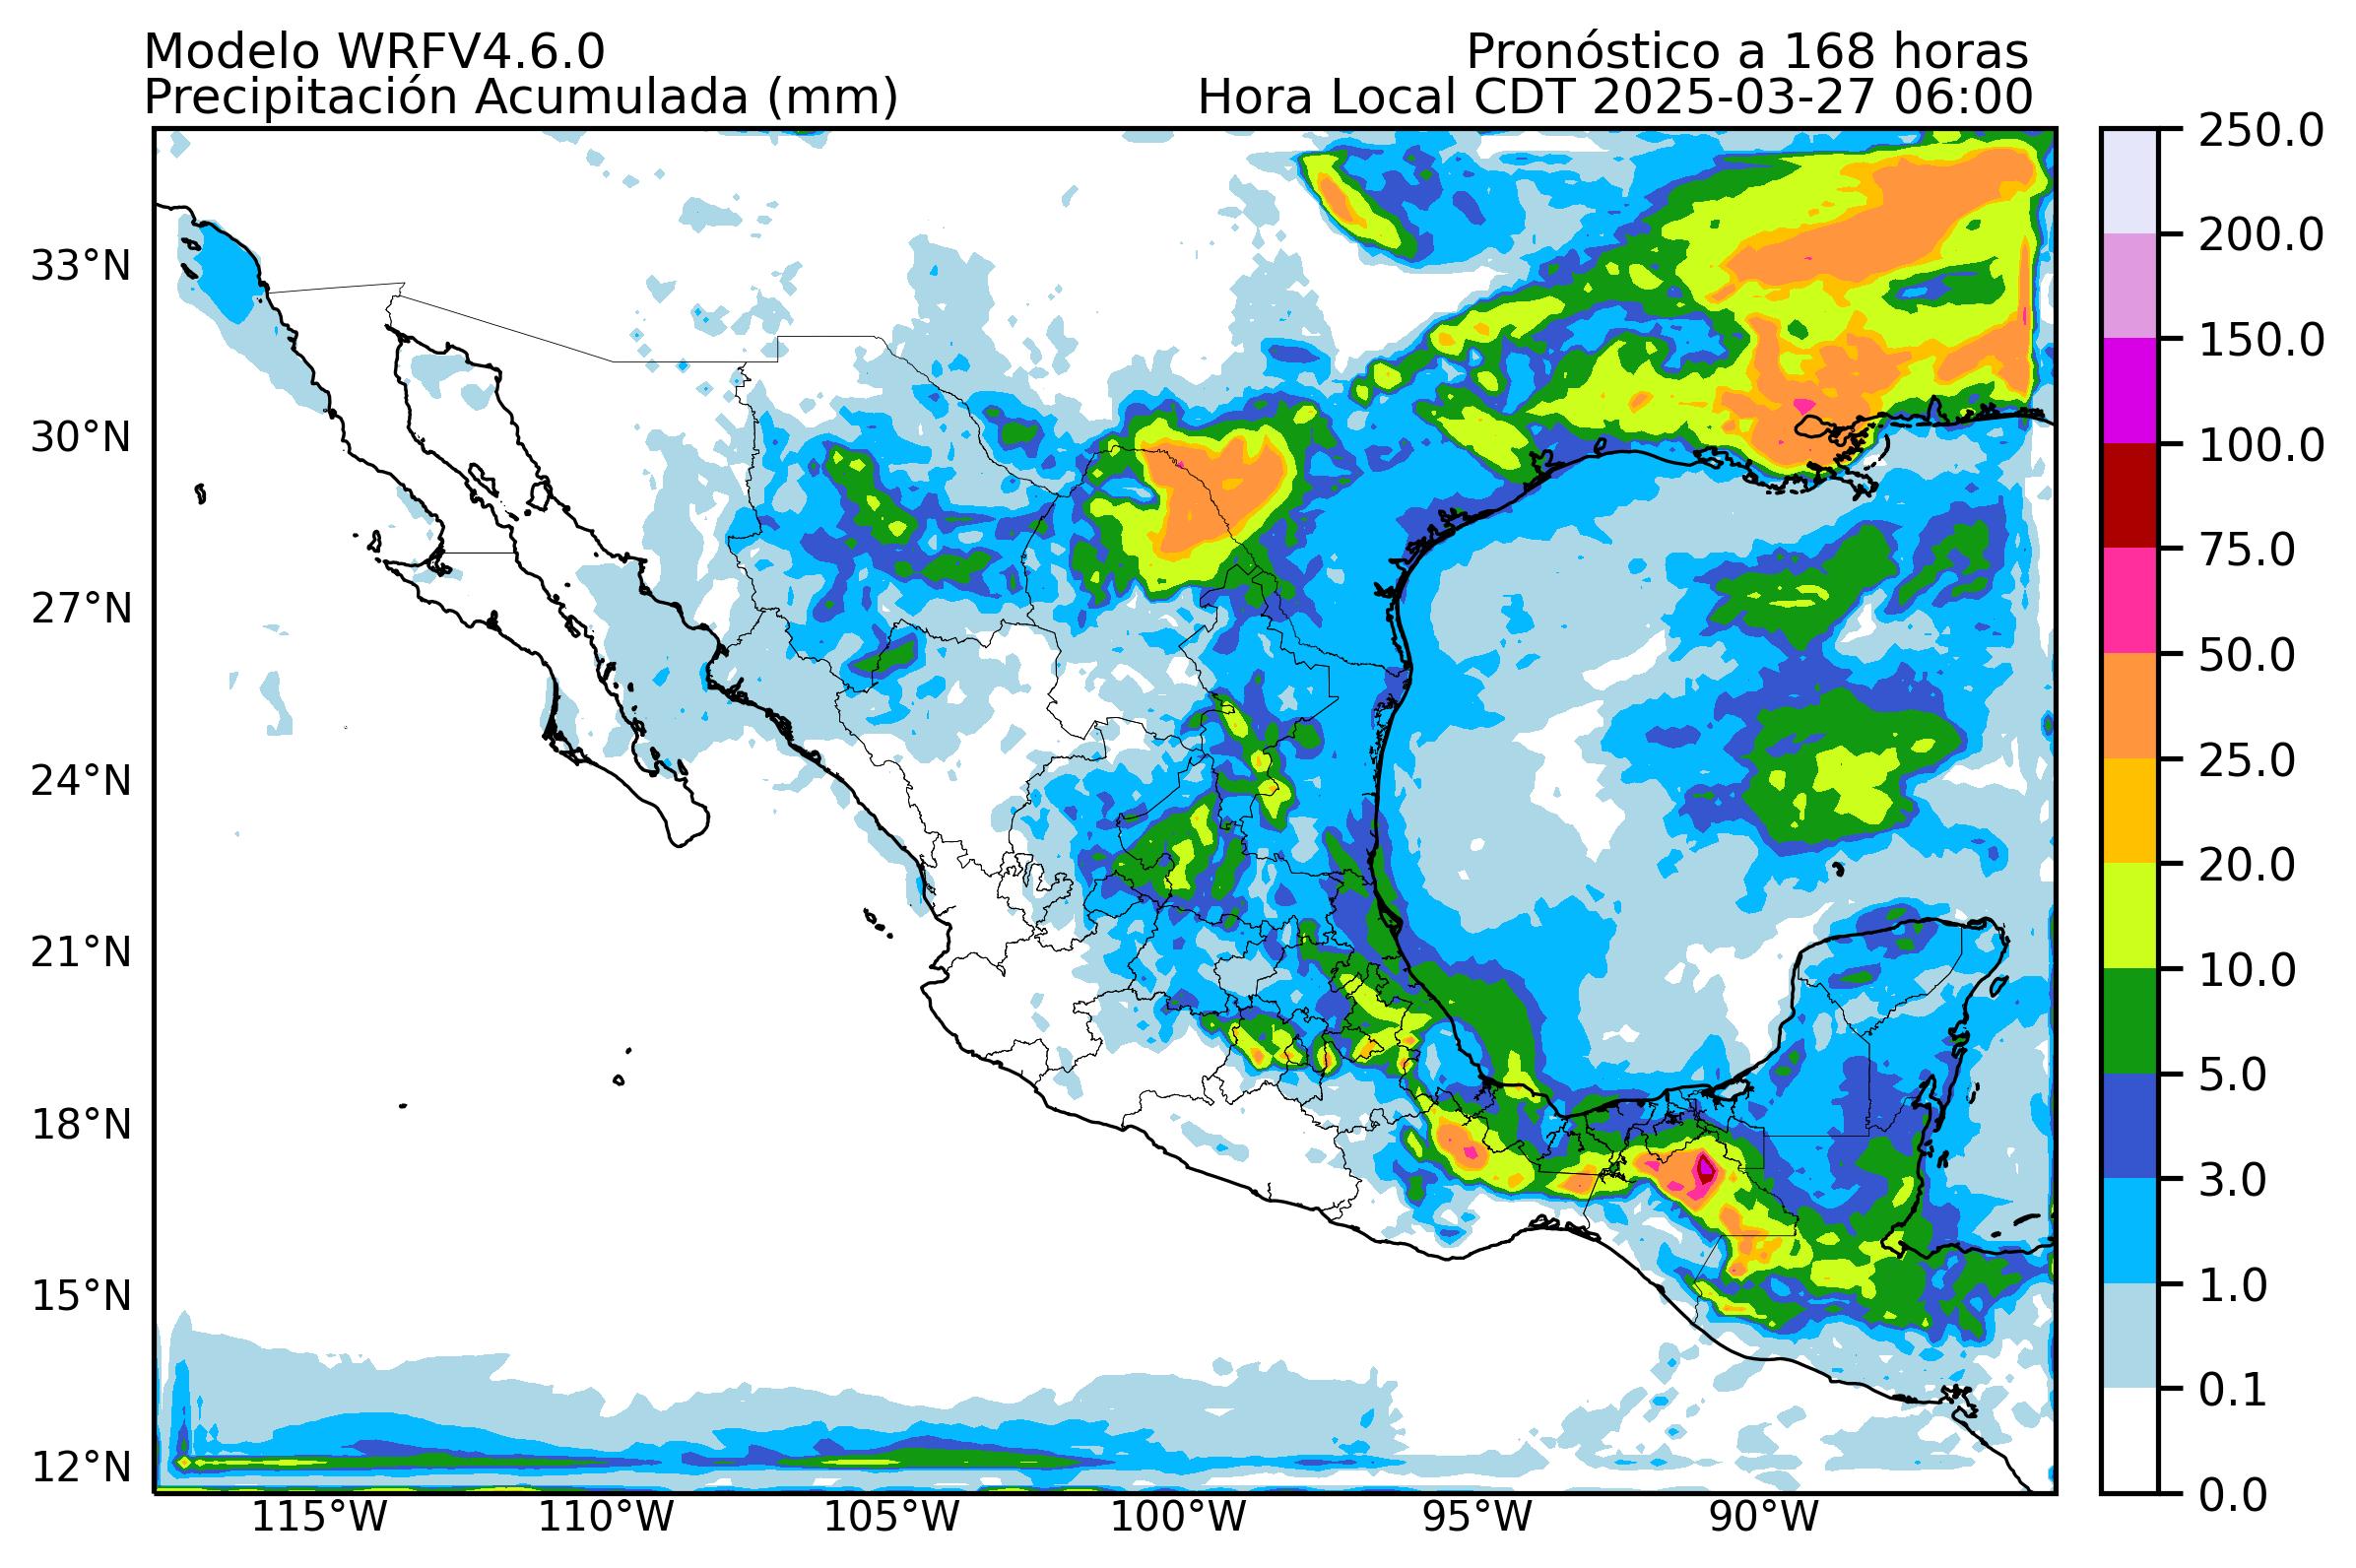 Modelo WRFV4.6.0
Pronóstico a 168 horas
Precipitación Acumulada (mm)
Hora Local CDT 2025-03-27 06:00
33°N
30°N
27°N
24°N
21°N
18°N
15°N
12°N
115°W
110°W
105°W
100°W
95°W
90°W
250.0
200.0
150.0
100.0
75.0
50.0
25.0
20.0
10.0
5.0
3.0
1.0
0.1
0.0